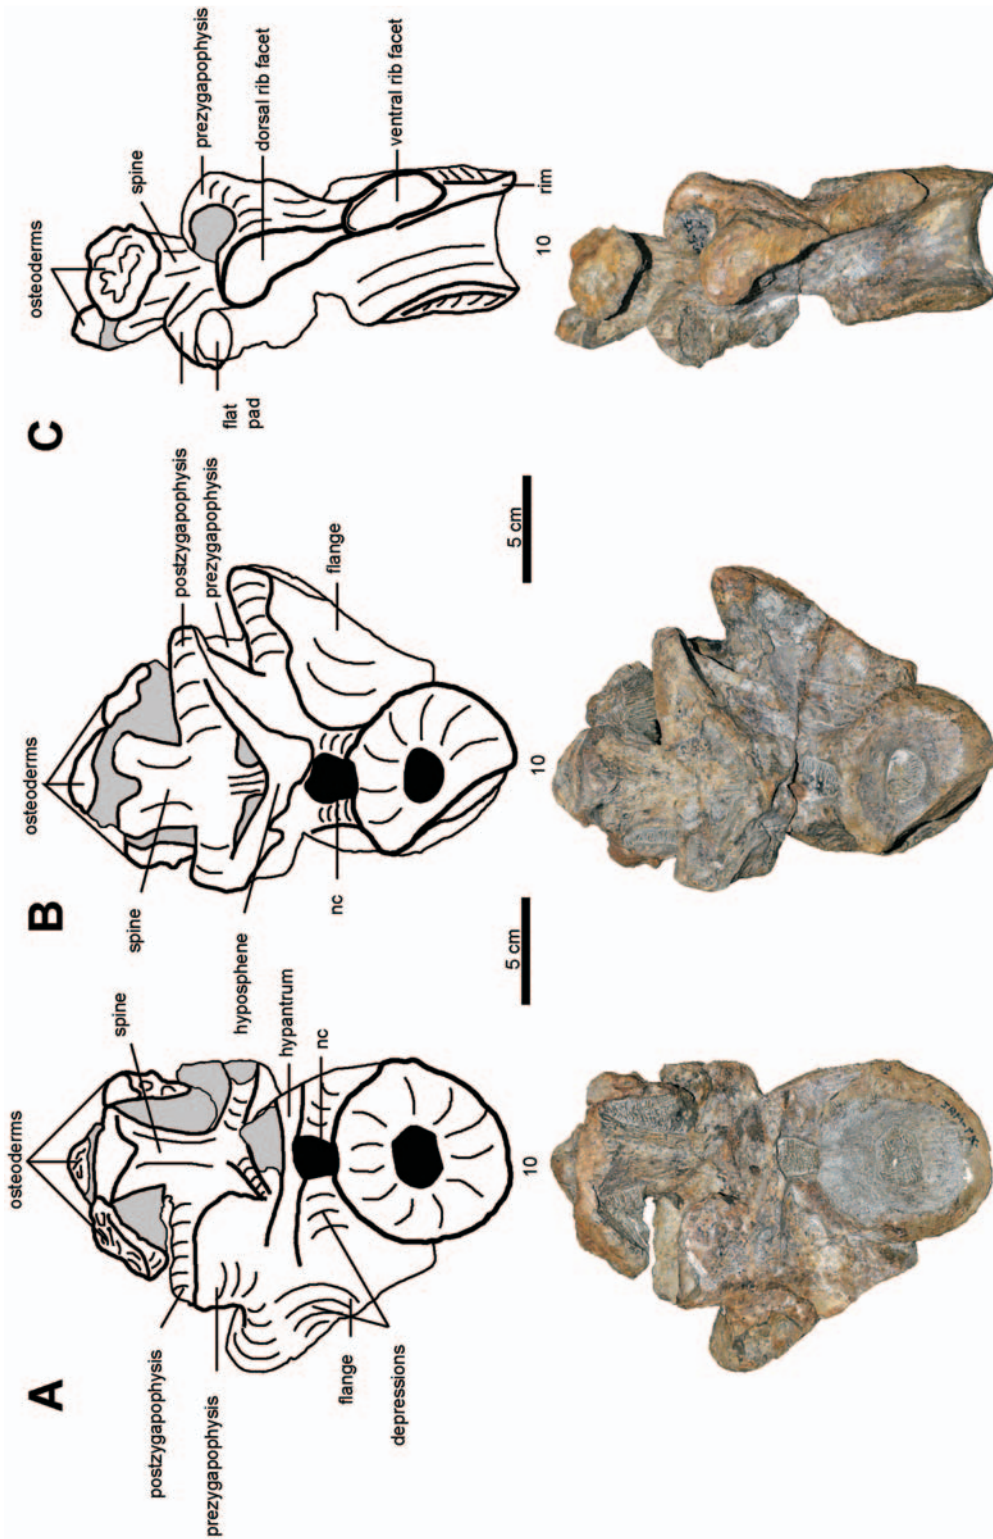 A
osteoderms
spine
postzygapophysis
prezygapophysis
hypantrum
nc
flange
depressions
10
5 cm
B
osteoderms
spine
postzygapophysis
prezygapophysis
hyposphene
flange
nc
10
5 cm
C
osteoderms
spine
prezygapophysis
dorsal rib facet
flat
pad
ventral rib facet
rim
10